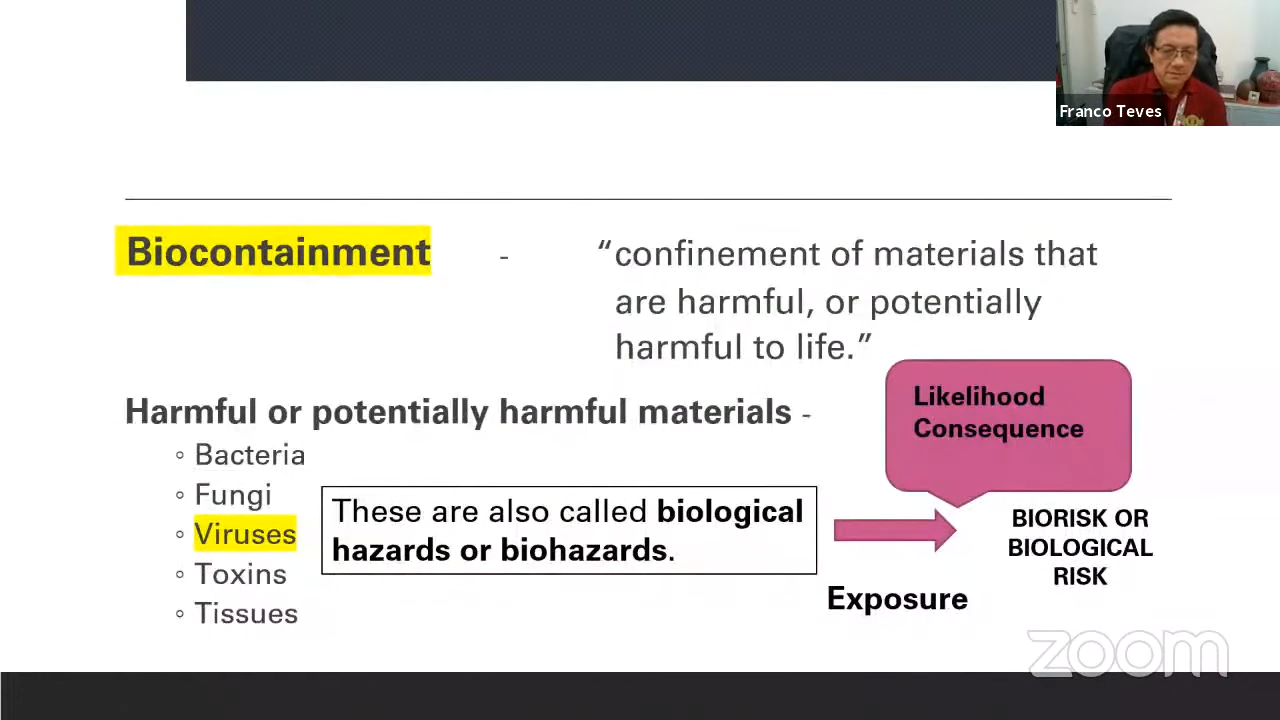 Franco Teves
Biocontainment - “confinement of materials that
are harmful, or potentially
harmful to life.”
Likelihood
Consequence
Harmful or potentially harmful materials -
◦ Bacteria
◦ Fungi
◦ Viruses
◦ Toxins
◦ Tissues
These are also called biological
hazards or biohazards.
Exposure
BIORISK OR
BIOLOGICAL
RISK
zoom